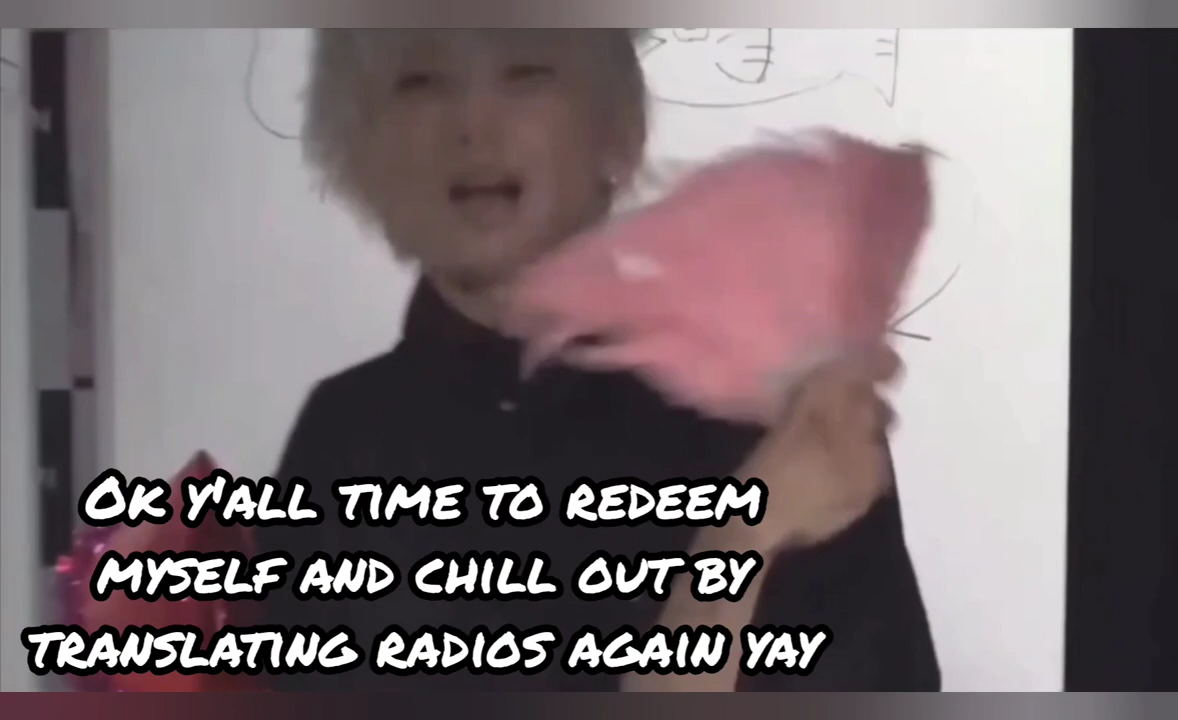 Ok y'all time to redeem
myself and chill out by
translating radios again yay